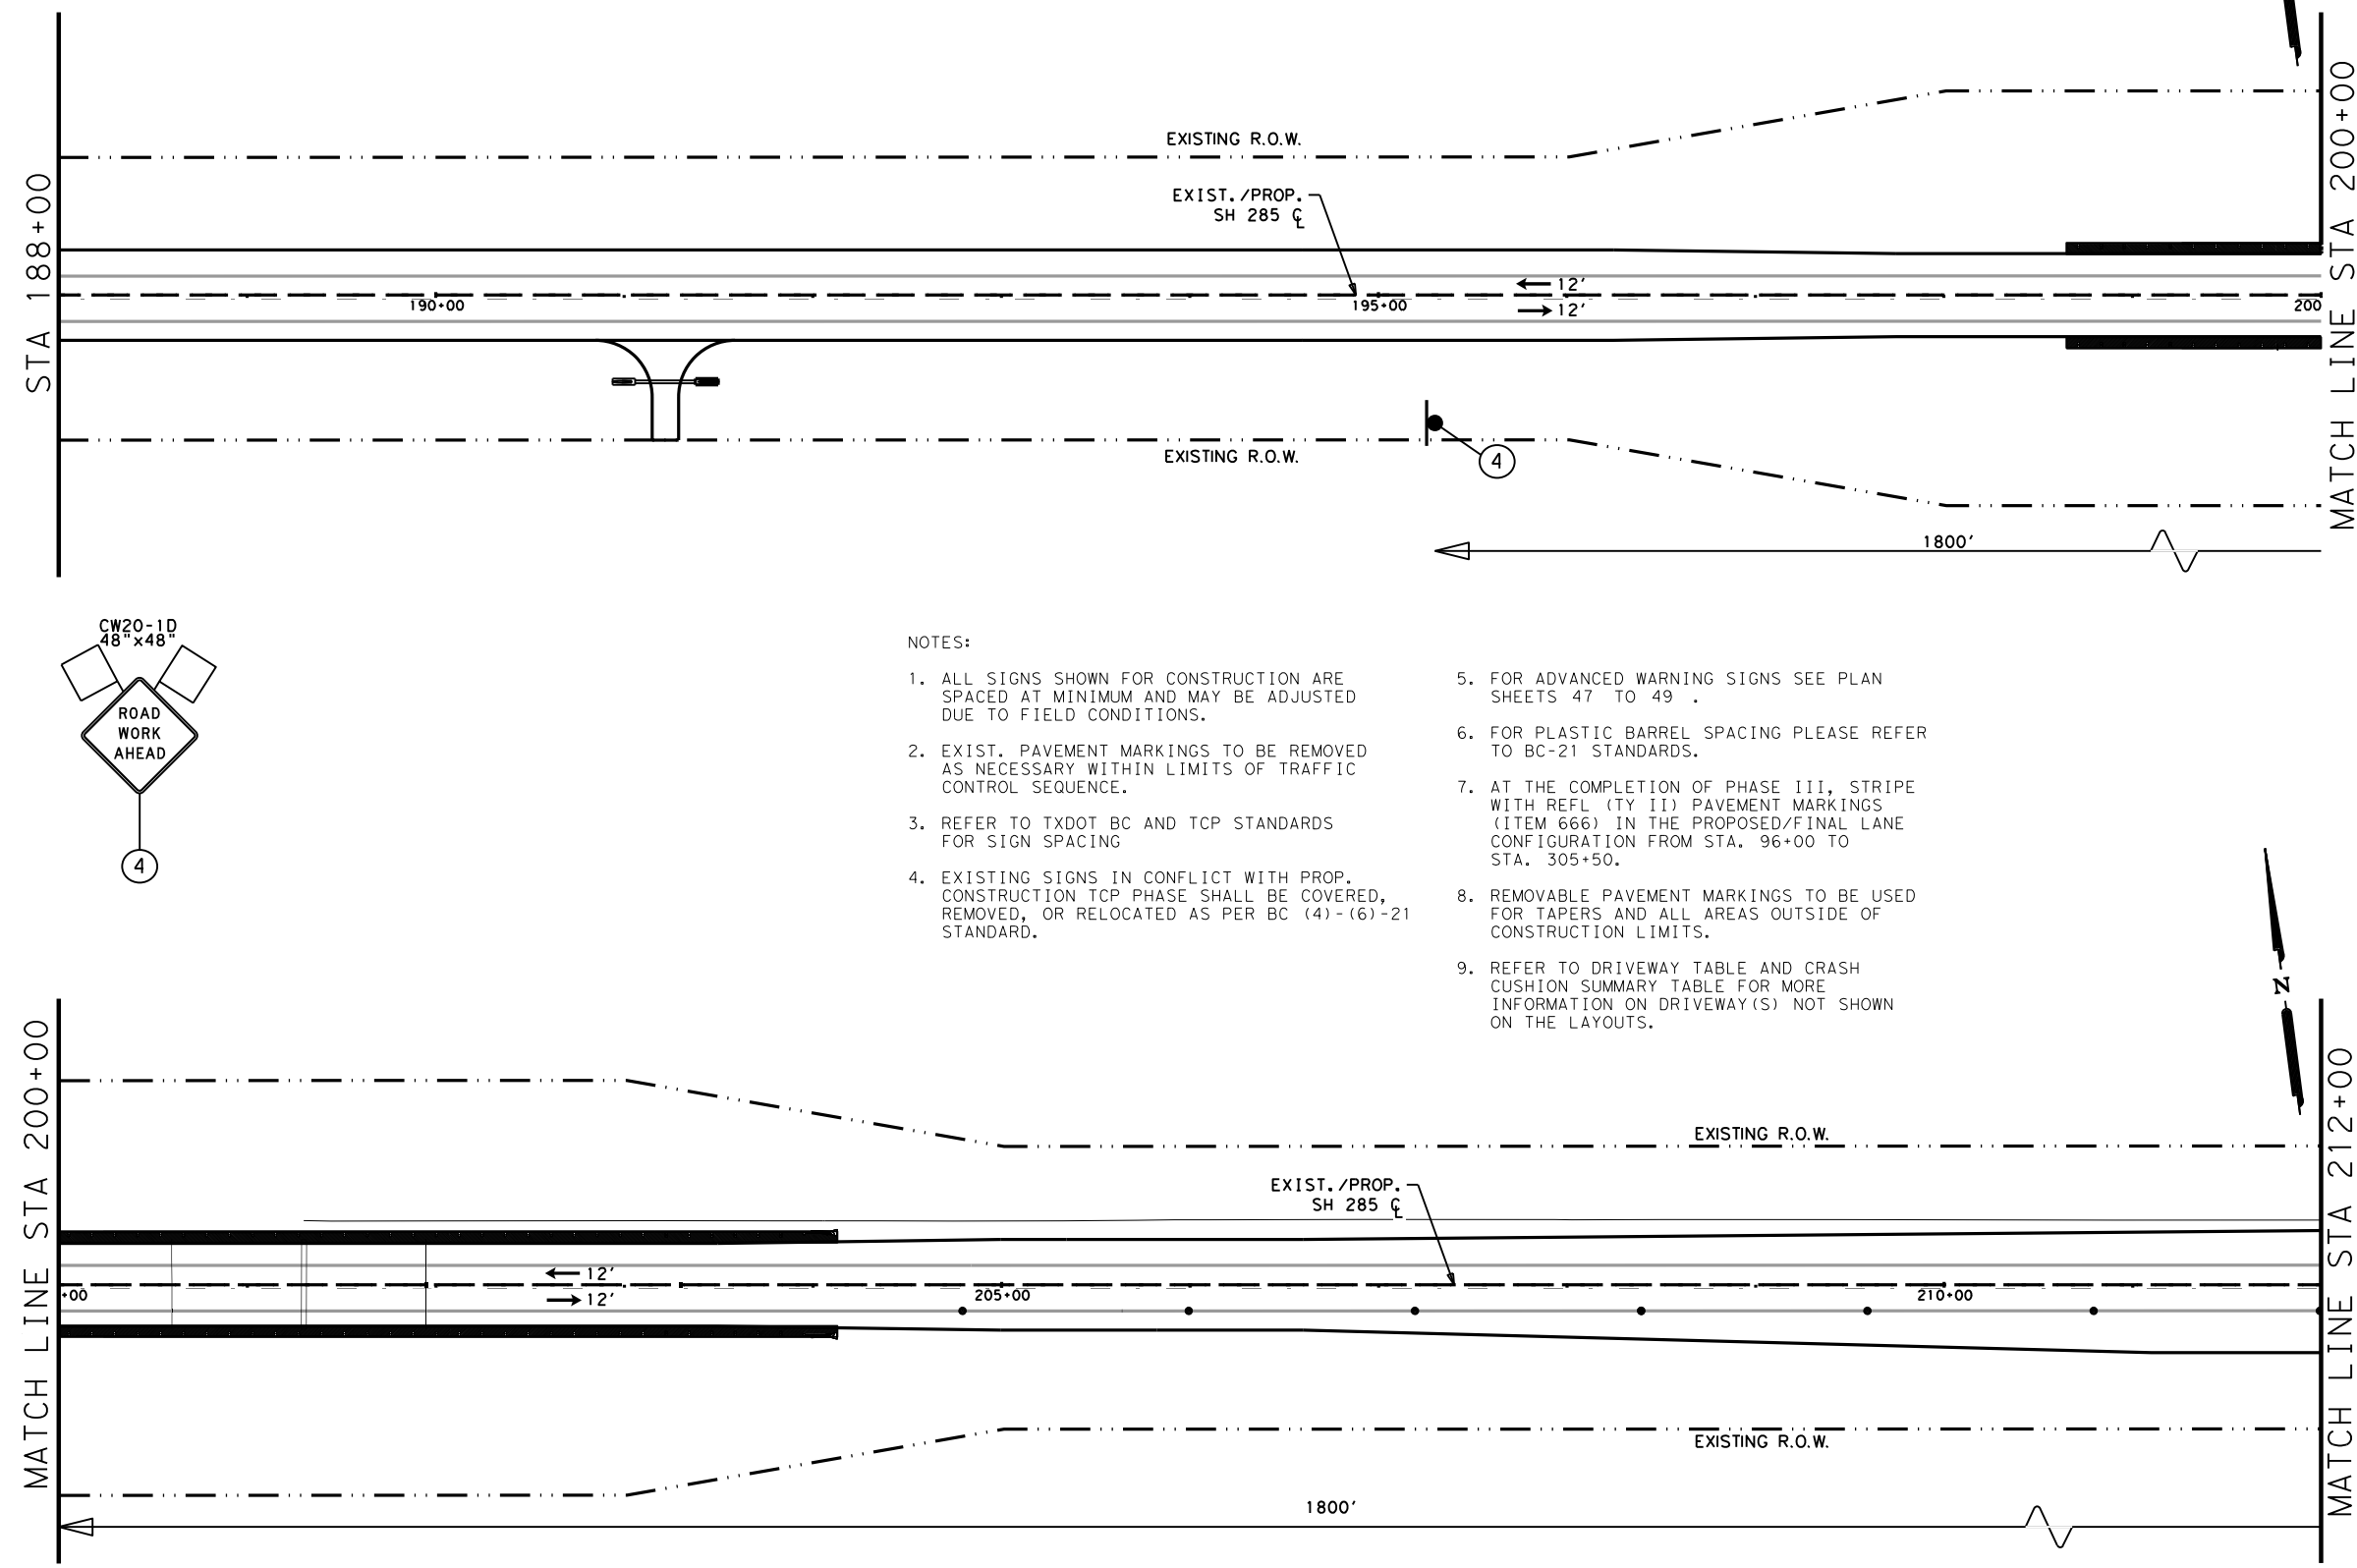 STA 188+00
EXISTING R.O.W.
EXIST./PROP.
SH 285 ℄
12'
12'
190+00
195+00
200
EXISTING R.O.W.
4
1800'
MATCH LINE STA 200+00
CW20-1D
48"x48"
ROAD
WORK
AHEAD
4
NOTES:
1. ALL SIGNS SHOWN FOR CONSTRUCTION ARE
SPACED AT MINIMUM AND MAY BE ADJUSTED
DUE TO FIELD CONDITIONS.
2. EXIST. PAVEMENT MARKINGS TO BE REMOVED
AS NECESSARY WITHIN LIMITS OF TRAFFIC
CONTROL SEQUENCE.
3. REFER TO TXDOT BC AND TCP STANDARDS
FOR SIGN SPACING
4. EXISTING SIGNS IN CONFLICT WITH PROP.
CONSTRUCTION TCP PHASE SHALL BE COVERED,
REMOVED, OR RELOCATED AS PER BC (4)-(6)-21
STANDARD.
5. FOR ADVANCED WARNING SIGNS SEE PLAN
SHEETS 47 TO 49 .
6. FOR PLASTIC BARREL SPACING PLEASE REFER
TO BC-21 STANDARDS.
7. AT THE COMPLETION OF PHASE III, STRIPE
WITH REFL (TY II) PAVEMENT MARKINGS
(ITEM 666) IN THE PROPOSED/FINAL LANE
CONFIGURATION FROM STA. 96+00 TO
STA. 305+50.
8. REMOVABLE PAVEMENT MARKINGS TO BE USED
FOR TAPERS AND ALL AREAS OUTSIDE OF
CONSTRUCTION LIMITS.
9. REFER TO DRIVEWAY TABLE AND CRASH
CUSHION SUMMARY TABLE FOR MORE
INFORMATION ON DRIVEWAY(S) NOT SHOWN
ON THE LAYOUTS.
N
MATCH LINE STA 200+00
EXISTING R.O.W.
EXIST./PROP.
SH 285 ℄
12'
12'
+00
205+00
210+00
EXISTING R.O.W.
1800'
MATCH LINE STA 212+00